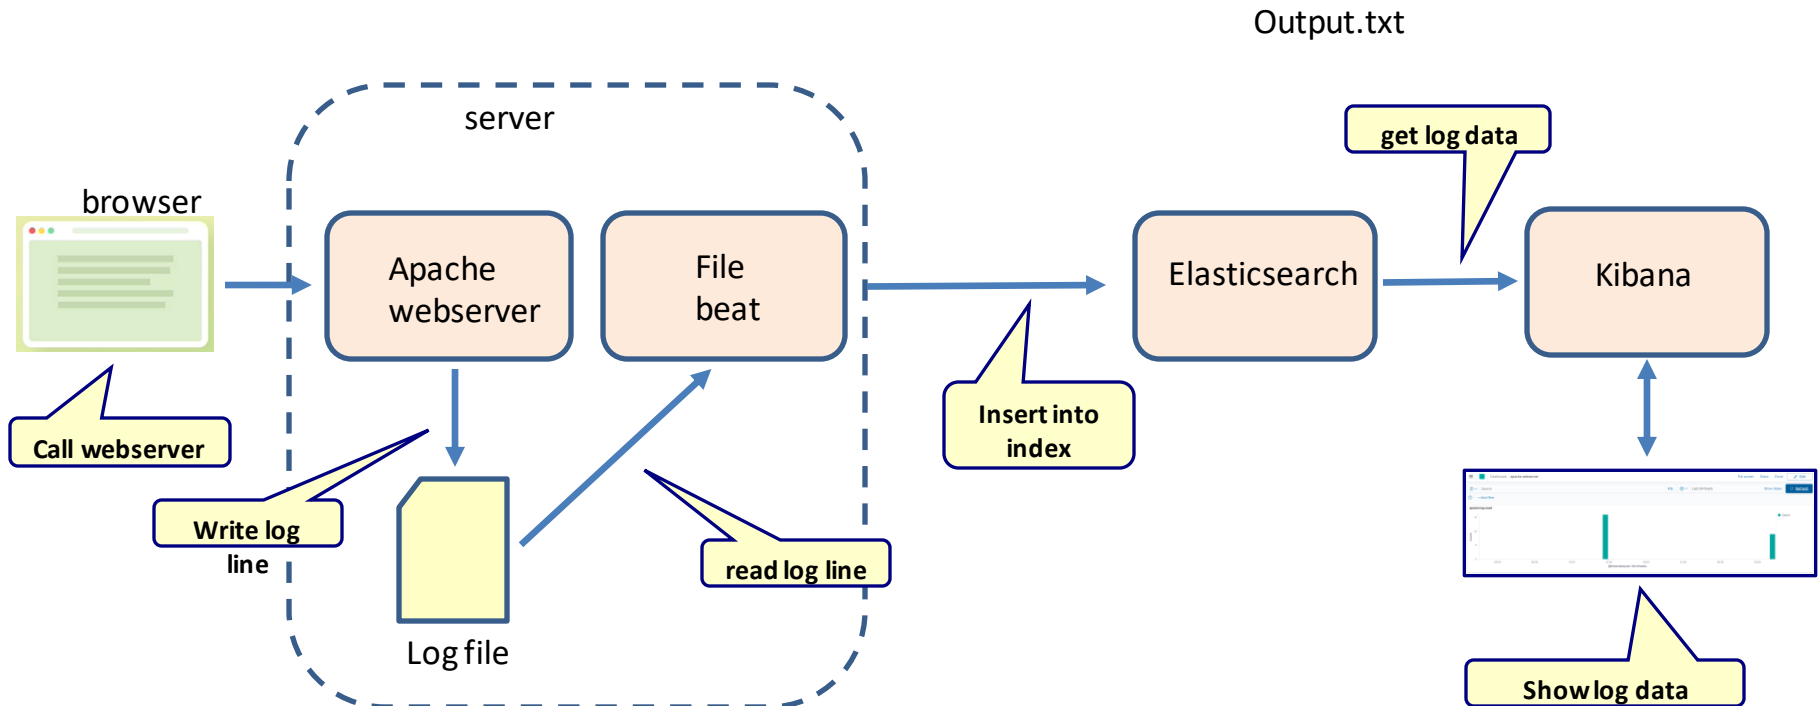 Output.txt
server
get log data
browser
Apache
webserver
File
beat
Elasticsearch
Kibana
Call webserver
Insert into
index
Write log
line
read log line
Log file
Show log data